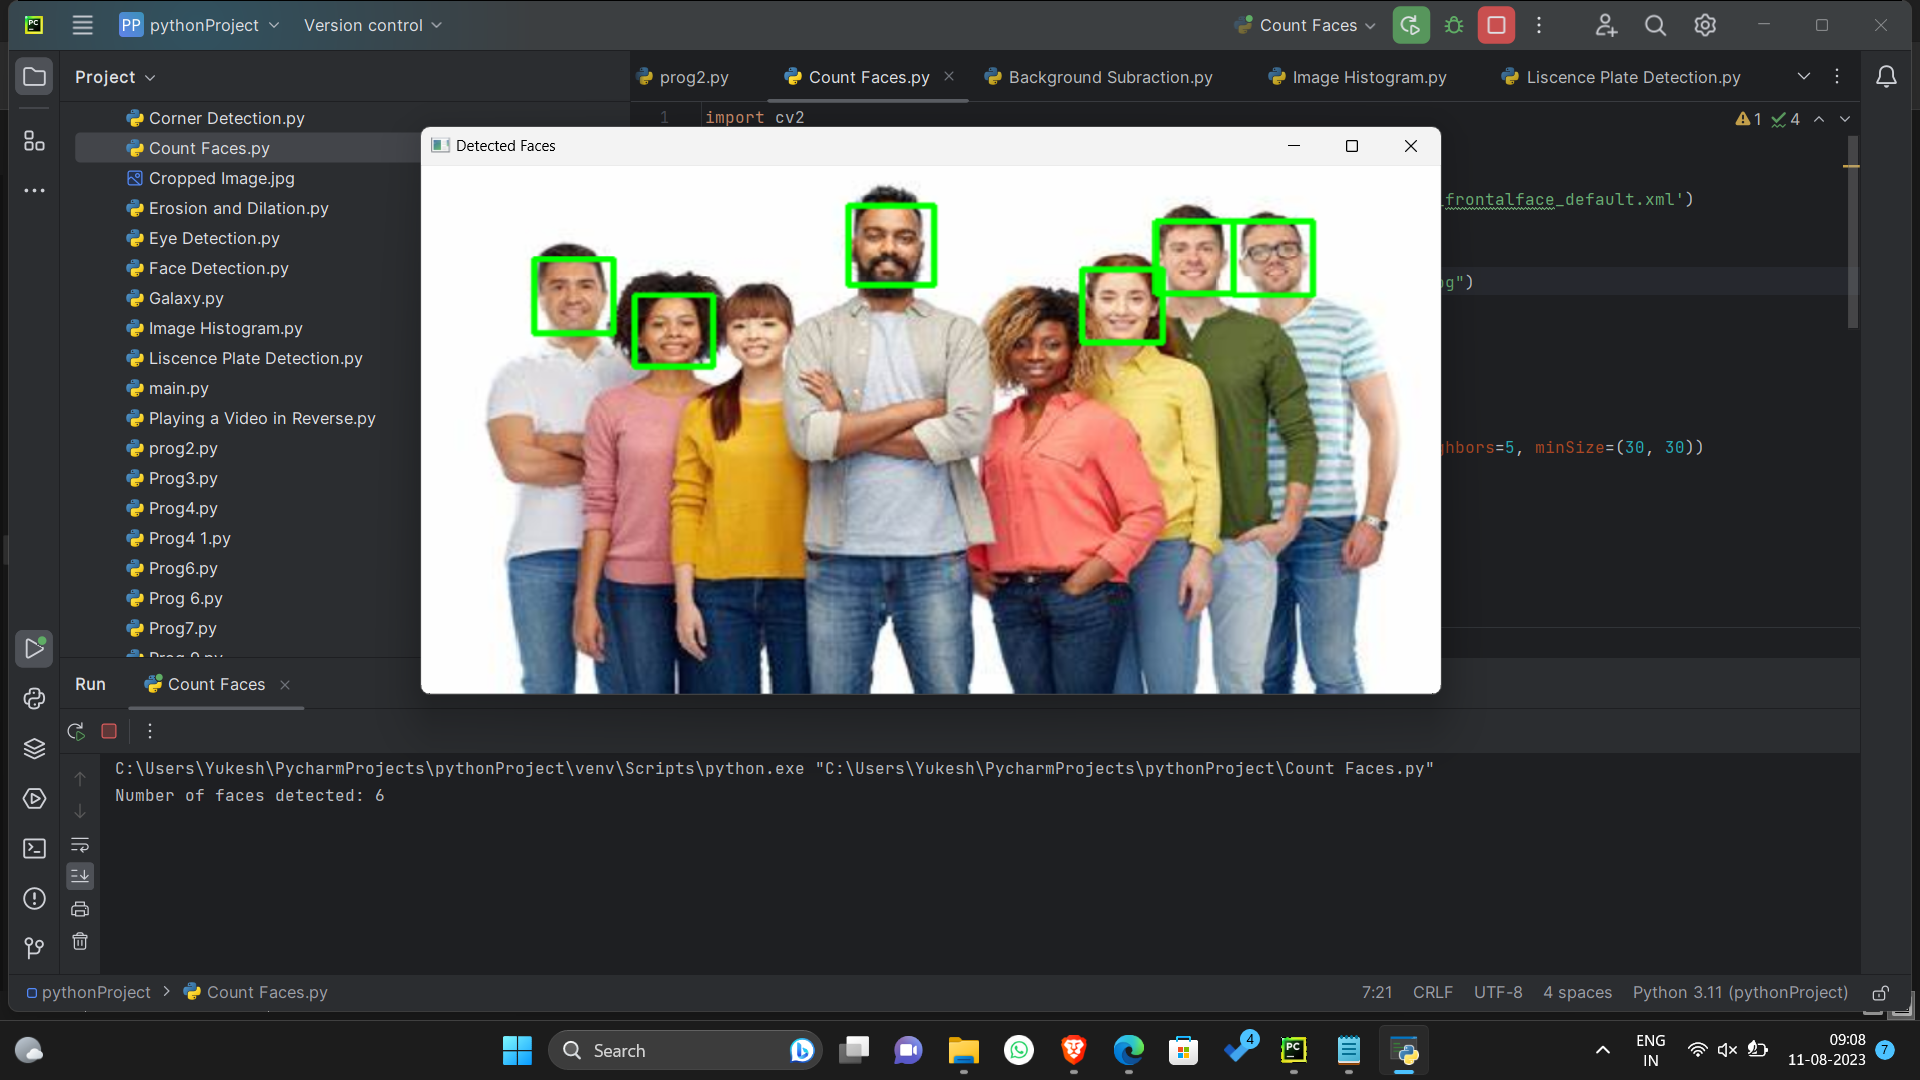 PC
PP pythonProject
Version control
Count Faces
Project
prog2.py
Count Faces.py
Background Subraction.py
Image Histogram.py
Liscence Plate Detection.py
Corner Detection.py
Count Faces.py
Cropped Image.jpg
Erosion and Dilation.py
Eye Detection.py
Face Detection.py
Galaxy.py
Image Histogram.py
Liscence Plate Detection.py
main.py
Playing a Video in Reverse.py
prog2.py
Prog3.py
Prog4.py
Prog4 1.py
Prog6.py
Prog 6.py
Prog7.py
1 import cv2
1 4
Detected Faces
_frontalface_default.xml')
")
hbors=5, minSize=(30, 30))
Run
Count Faces
C:\Users\Yukesh\PycharmProjects\pythonProject\venv\Scripts\python.exe "C:\Users\Yukesh\PycharmProjects\pythonProject\Count Faces.py"
Number of faces detected: 6
pythonProject > Count Faces.py
7:21 CRLF UTF-8 4 spaces Python 3.11 (pythonProject)
Search
4
PC
ENG
IN
09:08
11-08-2023
7